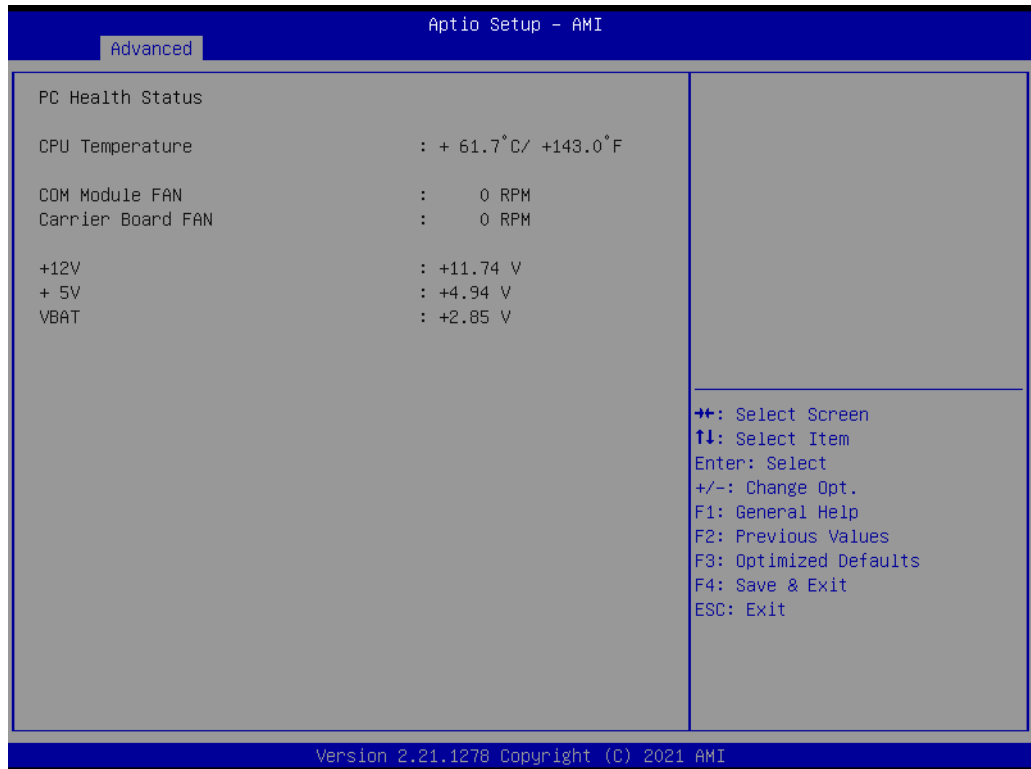 Aptio Setup – AMI
Advanced
PC Health Status
CPU Temperature : + 61.7°C/ +143.0°F
COM Module FAN : 0 RPM
Carrier Board FAN : 0 RPM
+12V : +11.74 V
+ 5V : +4.94 V
VBAT : +2.85 V
→←: Select Screen
↑↓: Select Item
Enter: Select
+/-: Change Opt.
F1: General Help
F2: Previous Values
F3: Optimized Defaults
F4: Save & Exit
ESC: Exit
Version 2.21.1278 Copyright (C) 2021 AMI